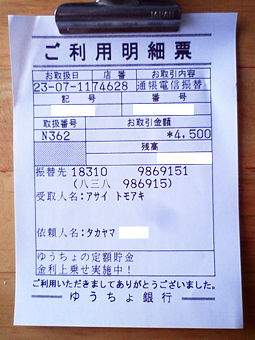 JAPAN
ご利用明細票
お取扱日 店番 お取引内容
23-07-11 74628 通帳電信振替
記号 番号
取扱番号 お取引金額
N362 *4,500
残高
振替先 18310 9869151
(八三八 986915)
受取人名:アサイ トモアキ
依頼人名:タカヤマ
ゆうちょの定額貯金
金利上乗せ実施中!
ご利用いただきましてありがとうございました。
ゆうちょ銀行